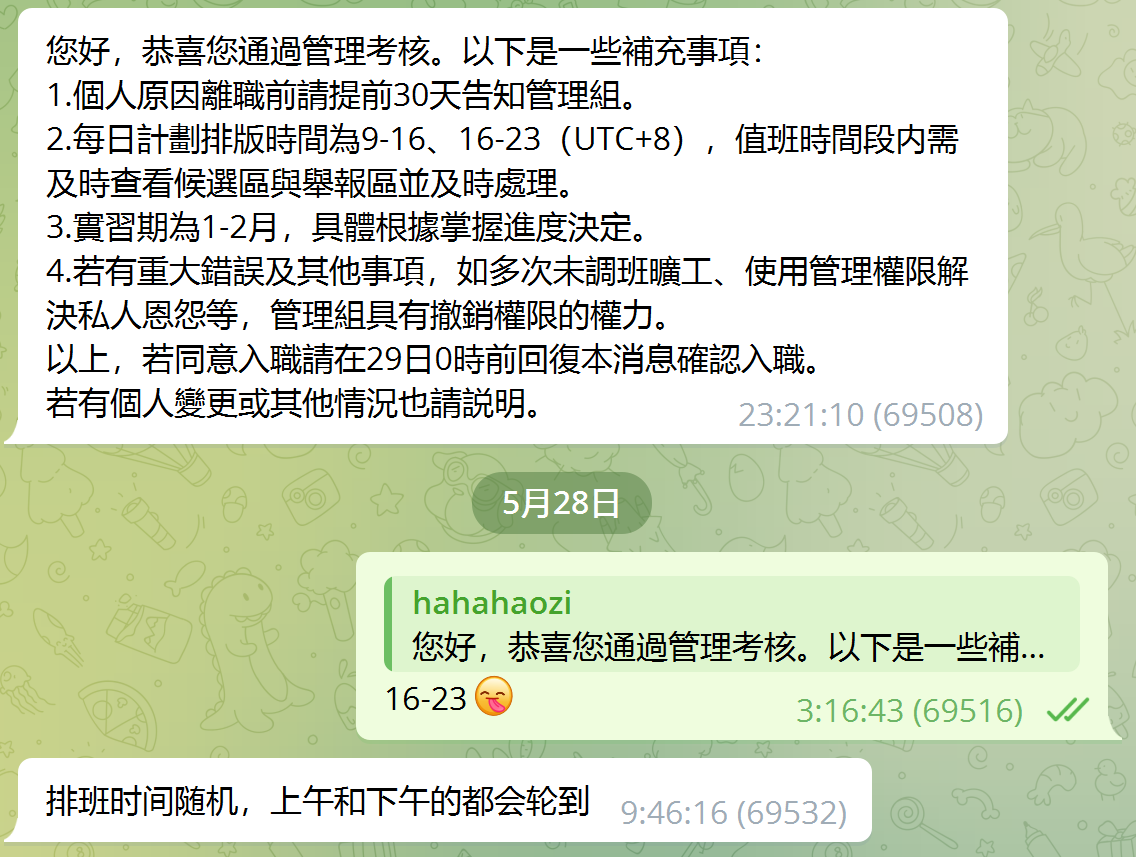 您好，恭喜您通過管理考核。以下是一些補充事項：
1.個人原因離職前請提前30天告知管理組。
2.每日計劃排版時間為9-16、16-23（UTC+8），值班時間段内需
及時查看候選區與舉報區並及時處理。
3.實習期為1-2月，具體根據掌握進度決定。
4.若有重大錯誤及其他事項，如多次未調班曠工、使用管理權限解
決私人恩怨等，管理組具有撤銷權限的權力。
以上，若同意入職請在29日0時前回復本消息確認入職。
若有個人變更或其他情況也請説明。
23:21:10 (69508)
5月28日
hahahaozi
您好，恭喜您通過管理考核。以下是一些補...
16-23 😝
3:16:43 (69516)
排班时间随机，上午和下午的都会轮到
9:46:16 (69532)